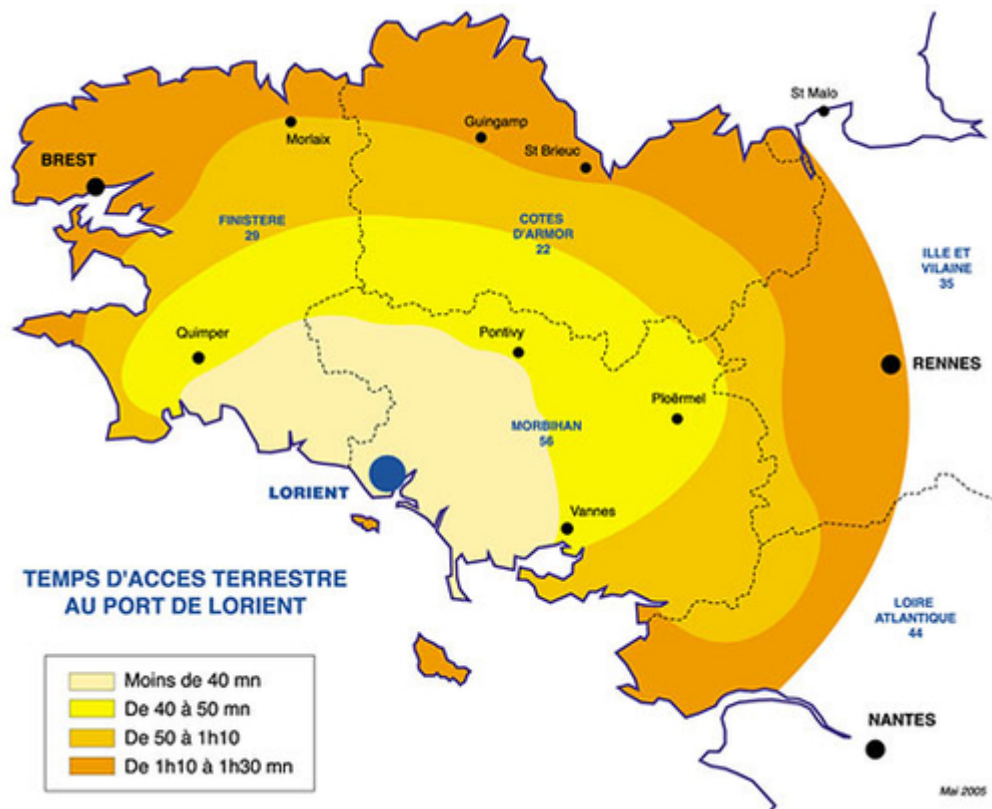 St Malo
Guingamp
Morlaix
St Brieuc
BREST
FINISTERE
29
COTES
D'ARMOR
22
ILLE ET
VILAINE
35
Quimper
Pontivy
RENNES
Ploërmel
MORBIHAN
56
LORIENT
Vannes
TEMPS D'ACCES TERRESTRE
AU PORT DE LORIENT
LOIRE
ATLANTIQUE
44
Moins de 40 mn
De 40 à 50 mn
De 50 à 1h10
De 1h10 à 1h30 mn
NANTES
Mai 2005